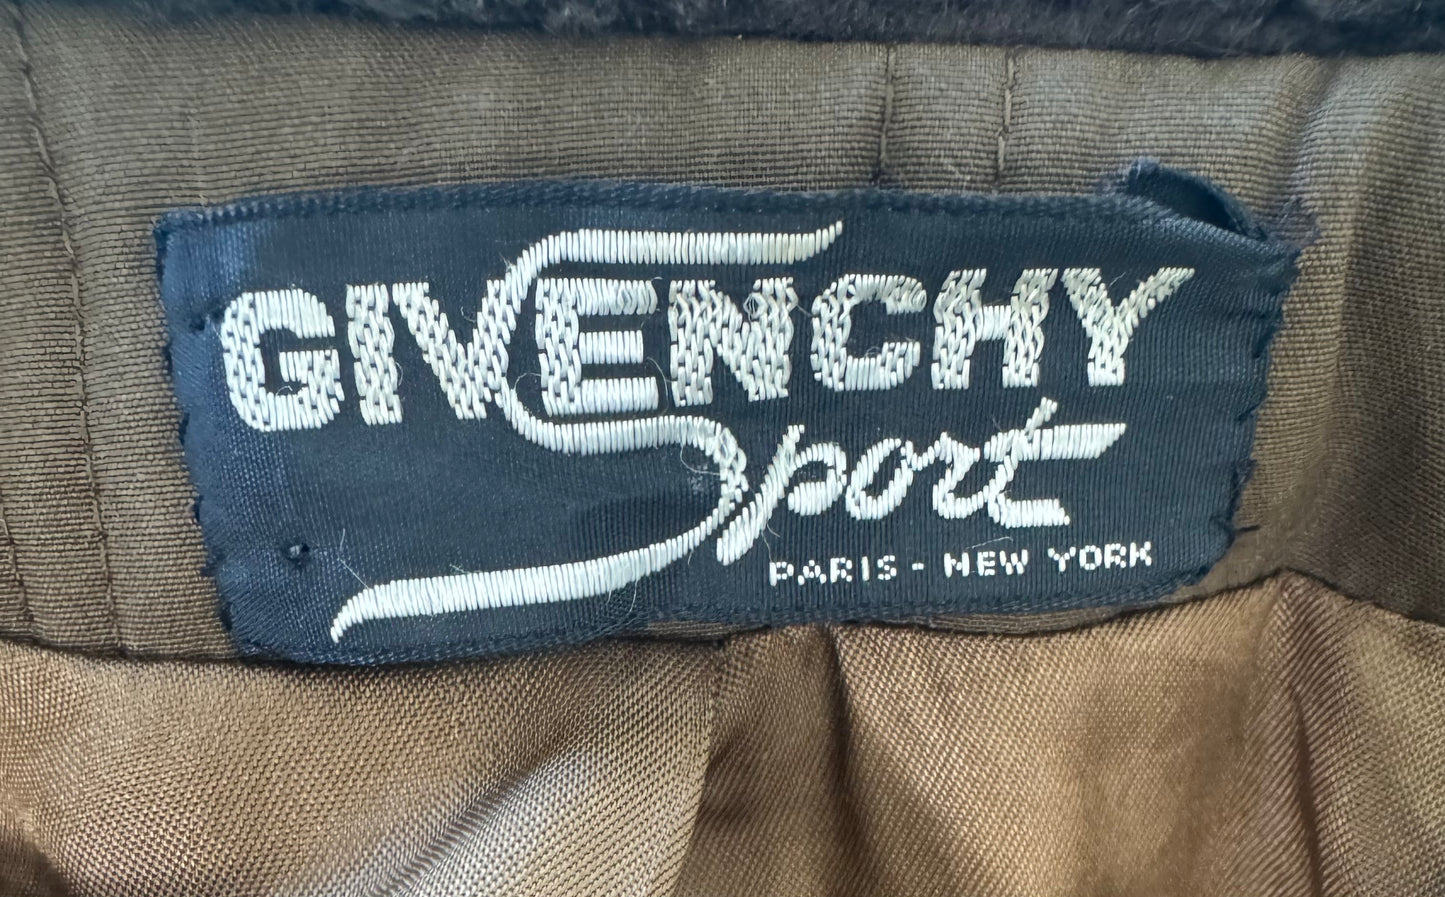 GIVENCHY
Sport
PARIS - NEW YORK